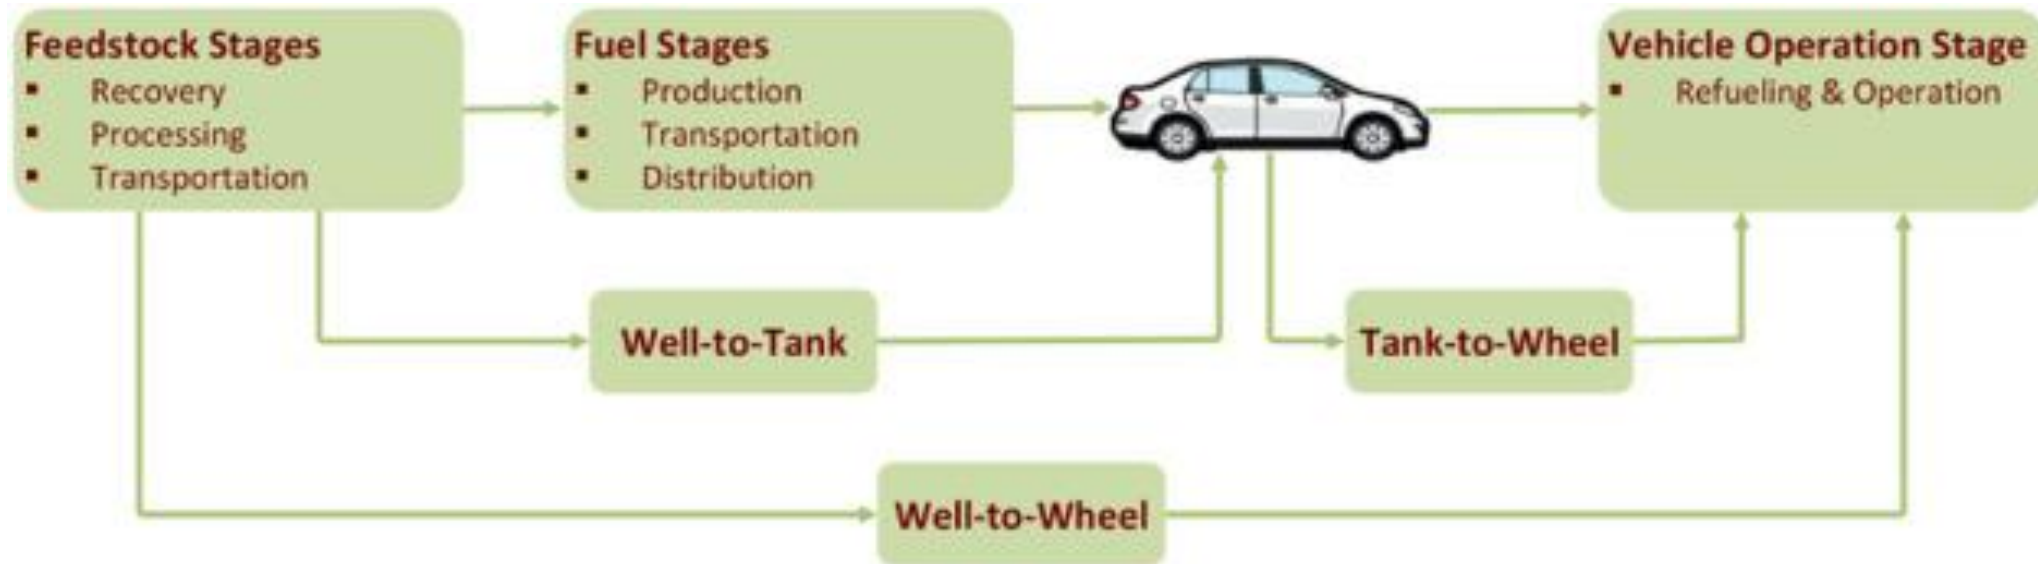 Feedstock Stages
▪ Recovery
▪ Processing
▪ Transportation
Fuel Stages
▪ Production
▪ Transportation
▪ Distribution
Vehicle Operation Stage
▪ Refueling & Operation
Well-to-Tank
Tank-to-Wheel
Well-to-Wheel